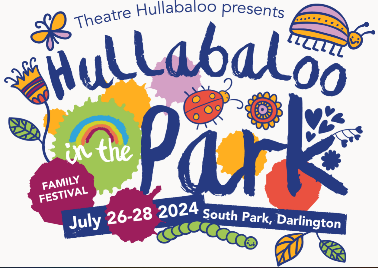 Theatre Hullabaloo presents
Hullabaloo
in the
Park
FAMILY
FESTIVAL
July 26-28 2024 South Park, Darlington